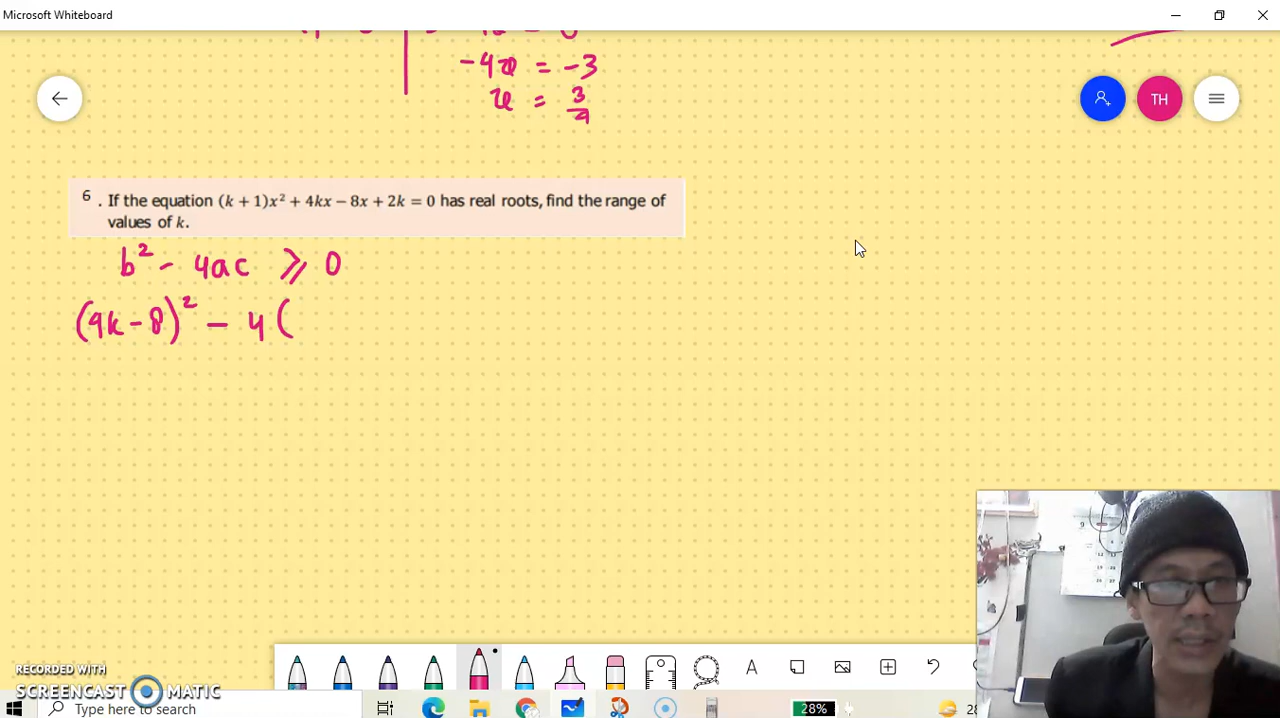 Microsoft Whiteboard
-4x = -3
x = 3/4
TH
6 . If the equation (k + 1)x² + 4kx − 8x + 2k = 0 has real roots, find the range of
values of k.
b² - 4ac ⩾ 0
(4k - 8)² - 4 (
A
RECORDED WITH
SCREENCAST MATIC
Type here to search
28%
28